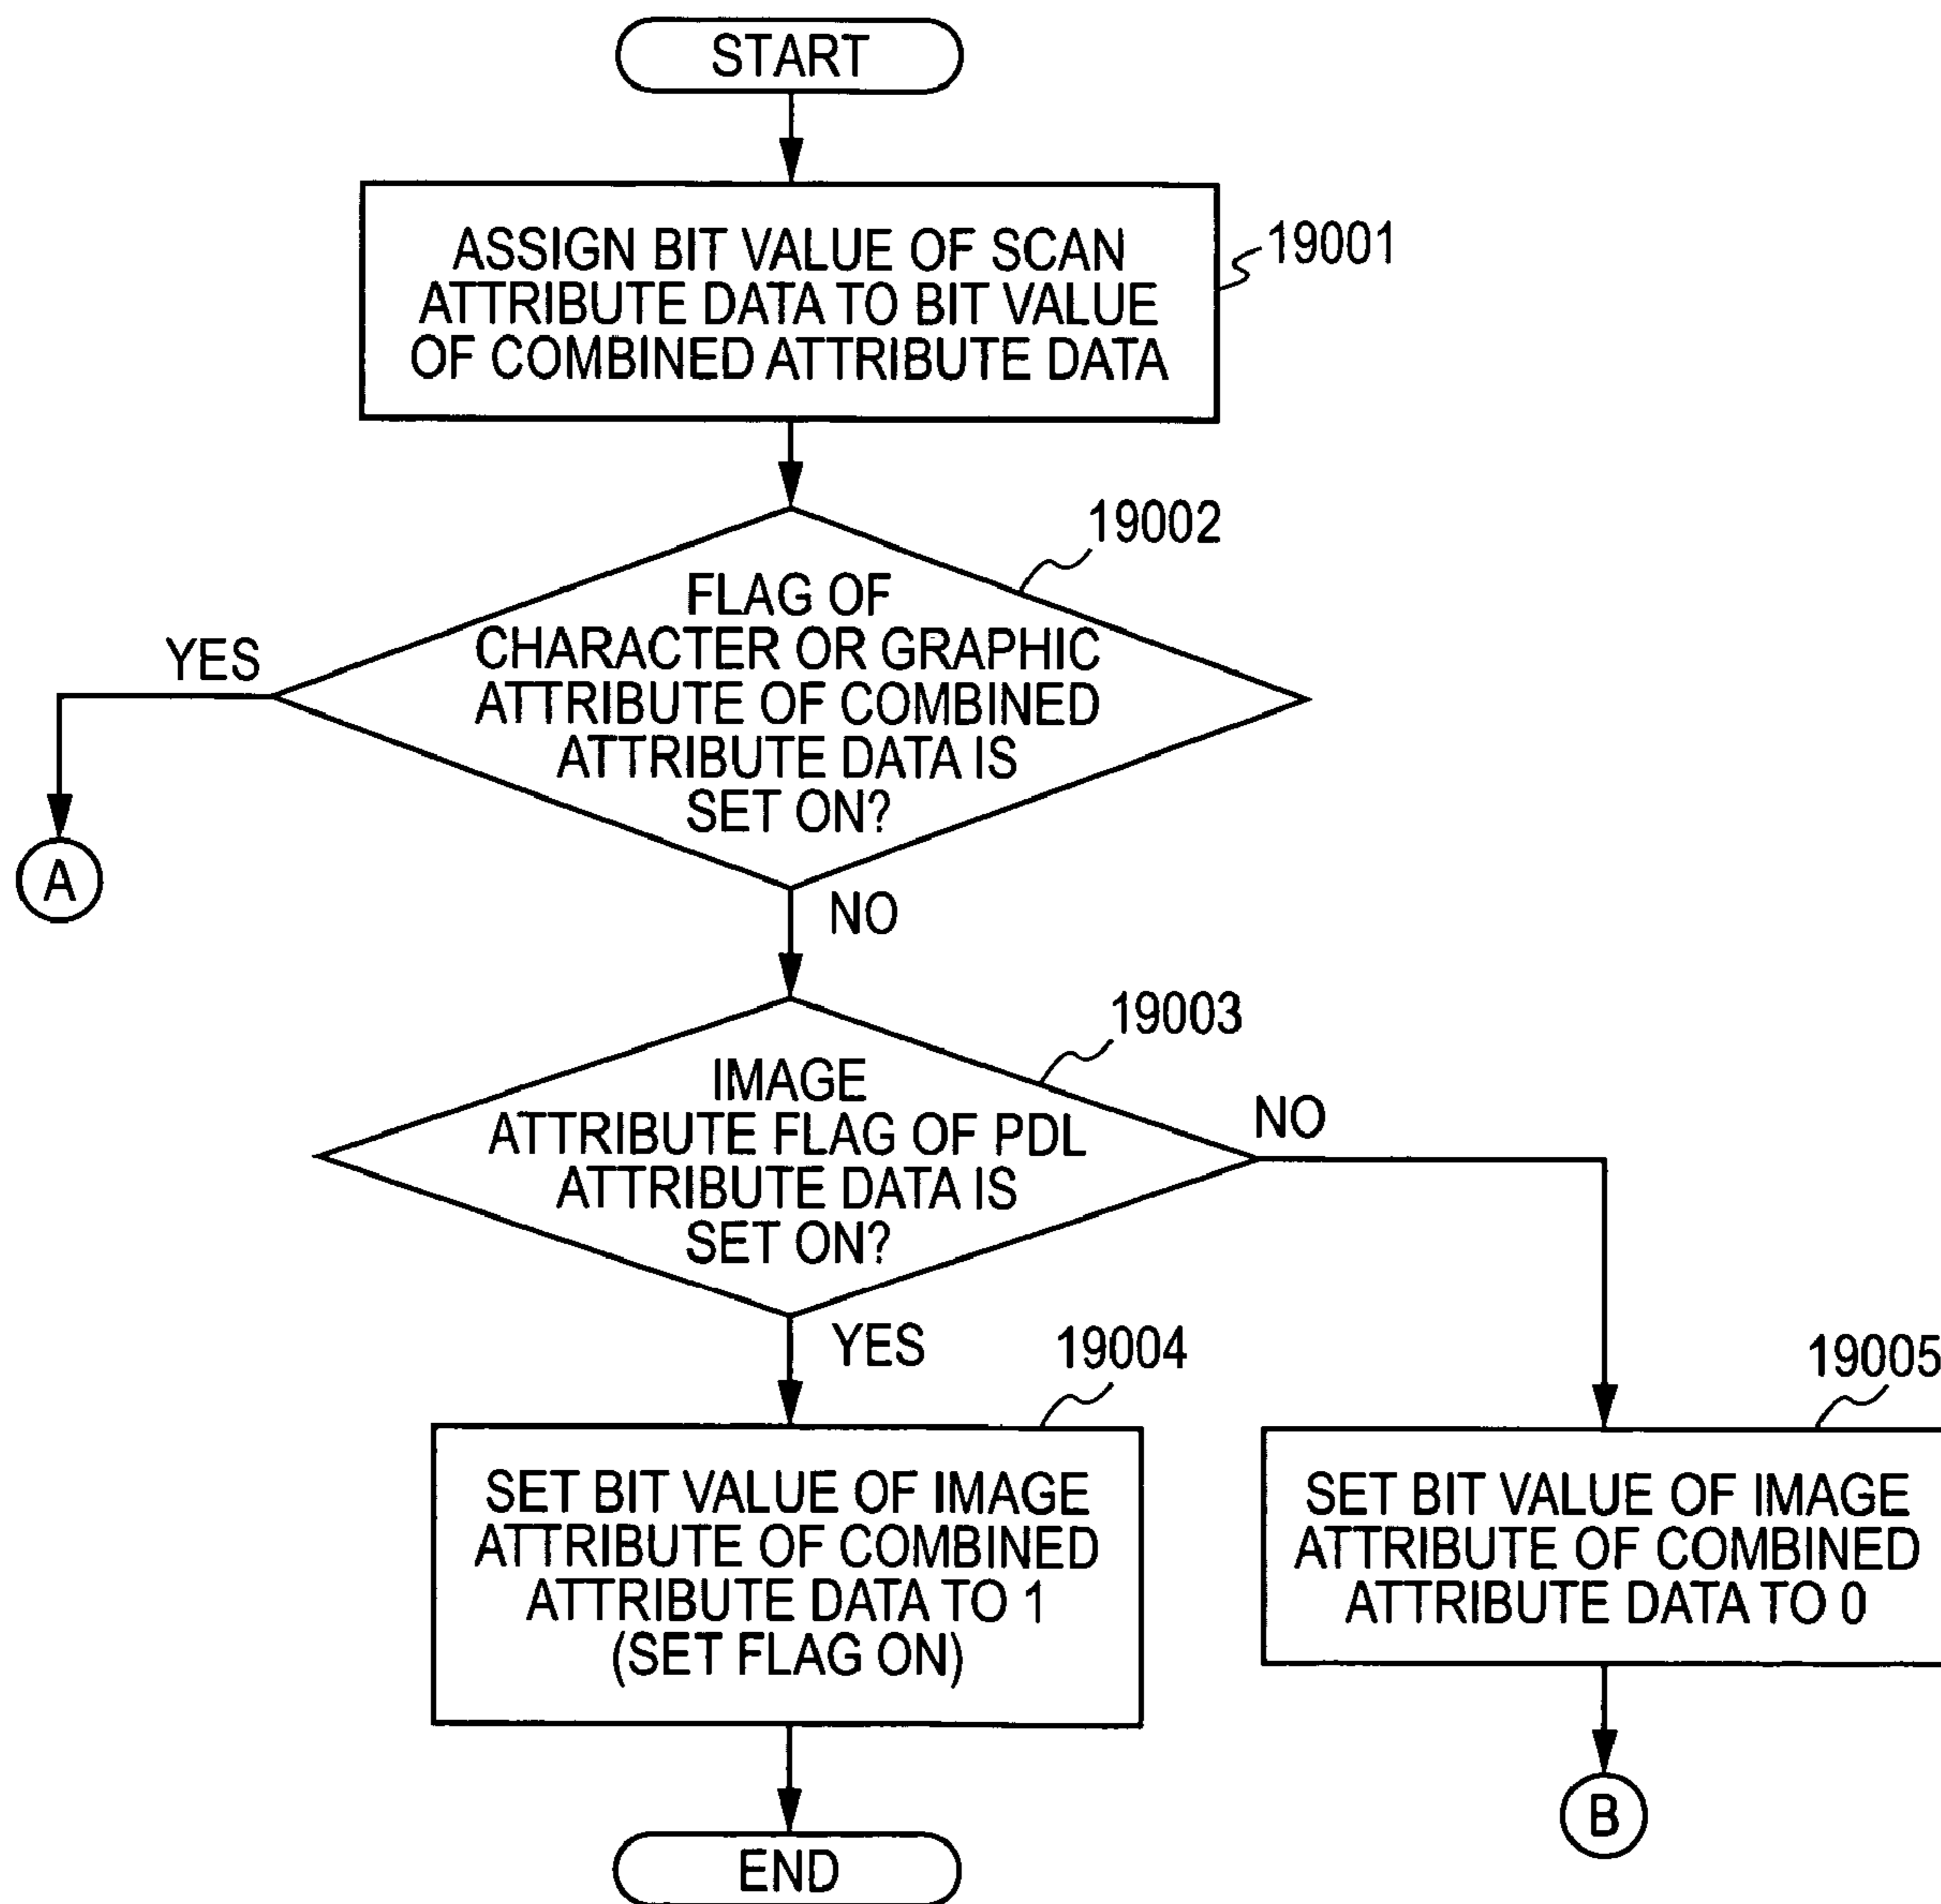 START
ASSIGN BIT VALUE OF SCAN
ATTRIBUTE DATA TO BIT VALUE
OF COMBINED ATTRIBUTE DATA
19001
19002
FLAG OF
CHARACTER OR GRAPHIC
ATTRIBUTE OF COMBINED
ATTRIBUTE DATA IS
SET ON?
YES
A
NO
19003
IMAGE
ATTRIBUTE FLAG OF PDL
ATTRIBUTE DATA IS
SET ON?
NO
YES
19004
19005
SET BIT VALUE OF IMAGE
ATTRIBUTE OF COMBINED
ATTRIBUTE DATA TO 1
(SET FLAG ON)
SET BIT VALUE OF IMAGE
ATTRIBUTE OF COMBINED
ATTRIBUTE DATA TO 0
END
B